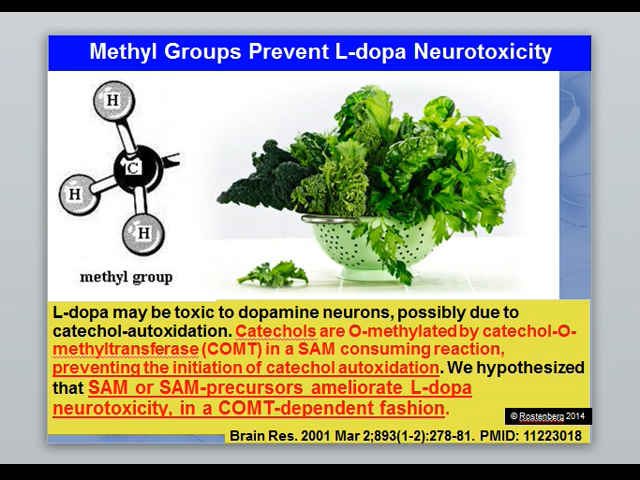 Methyl Groups Prevent L-dopa Neurotoxicity
H
C
H
H
methyl group
L-dopa may be toxic to dopamine neurons, possibly due to
catechol-autoxidation. Catechols are O-methylated by catechol-O-
methyltransferase (COMT) in a SAM consuming reaction,
preventing the initiation of catechol autoxidation. We hypothesized
that SAM or SAM-precursors ameliorate L-dopa
neurotoxicity, in a COMT-dependent fashion.
© Rostenberg 2014
Brain Res. 2001 Mar 2;893(1-2):278-81. PMID: 11223018